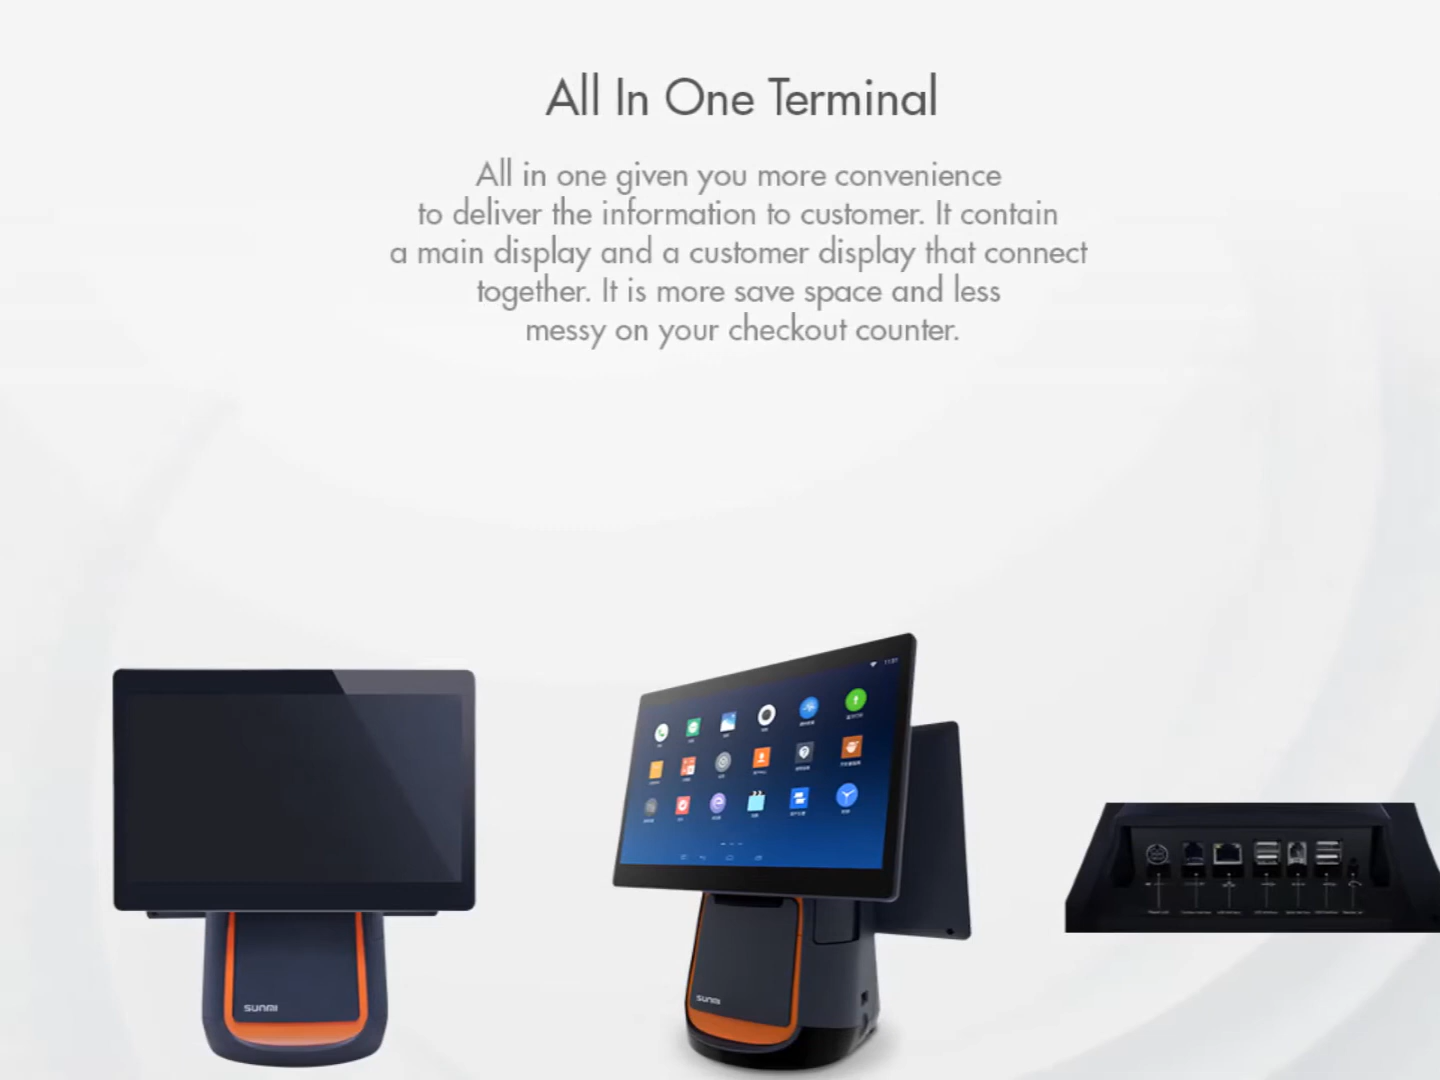 All In One Terminal
All in one given you more convenience
to deliver the information to customer. It contain
a main display and a customer display that connect
together. It is more save space and less
messy on your checkout counter.
11:51
SUNMI
SUNMI